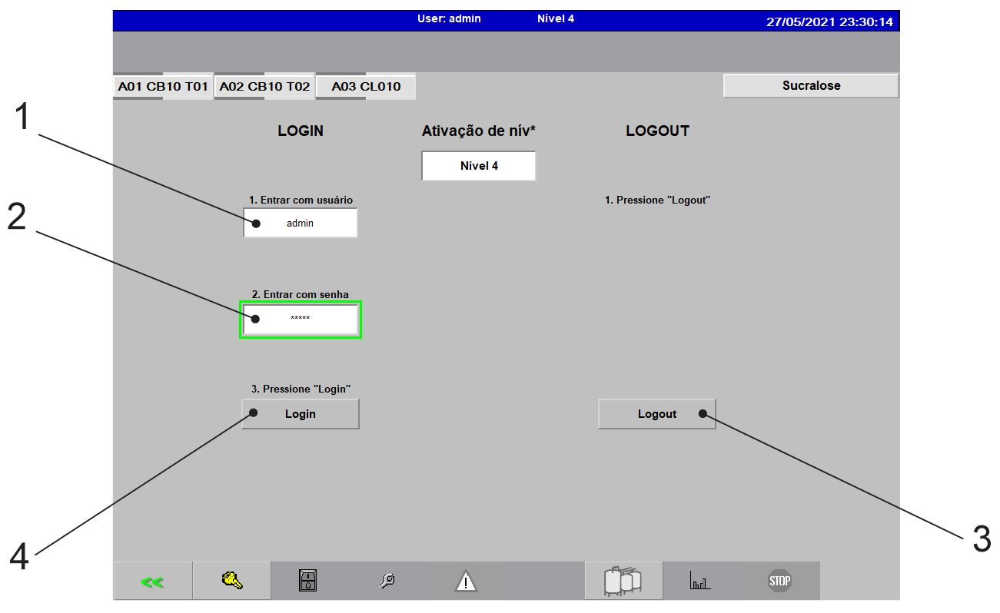 User: admin Nível 4 27/05/2021 23:30:14
A01 CB10 T01 A02 CB10 T02 A03 CL010 Sucralose
1
LOGIN Ativação de nív* LOGOUT
Nível 4
1. Entrar com usuário 1. Pressione "Logout"
2
admin
2. Entrar com senha
*****
3. Pressione "Login"
Login Logout
3
4
<< STOP